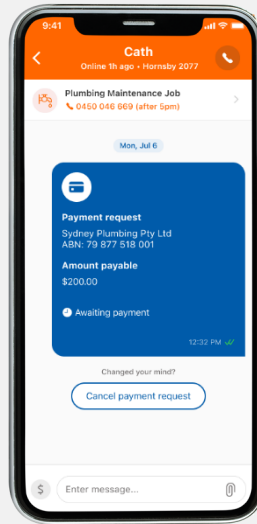 9:41
Cath
Online 1h ago • Hornsby 2077
Plumbing Maintenance Job
0450 046 669 (after 5pm)
Mon, Jul 6
Payment request
Sydney Plumbing Pty Ltd
ABN: 79 877 518 001
Amount payable
$200.00
Awaiting payment
12:32 PM
Changed your mind?
Cancel payment request
$ Enter message...